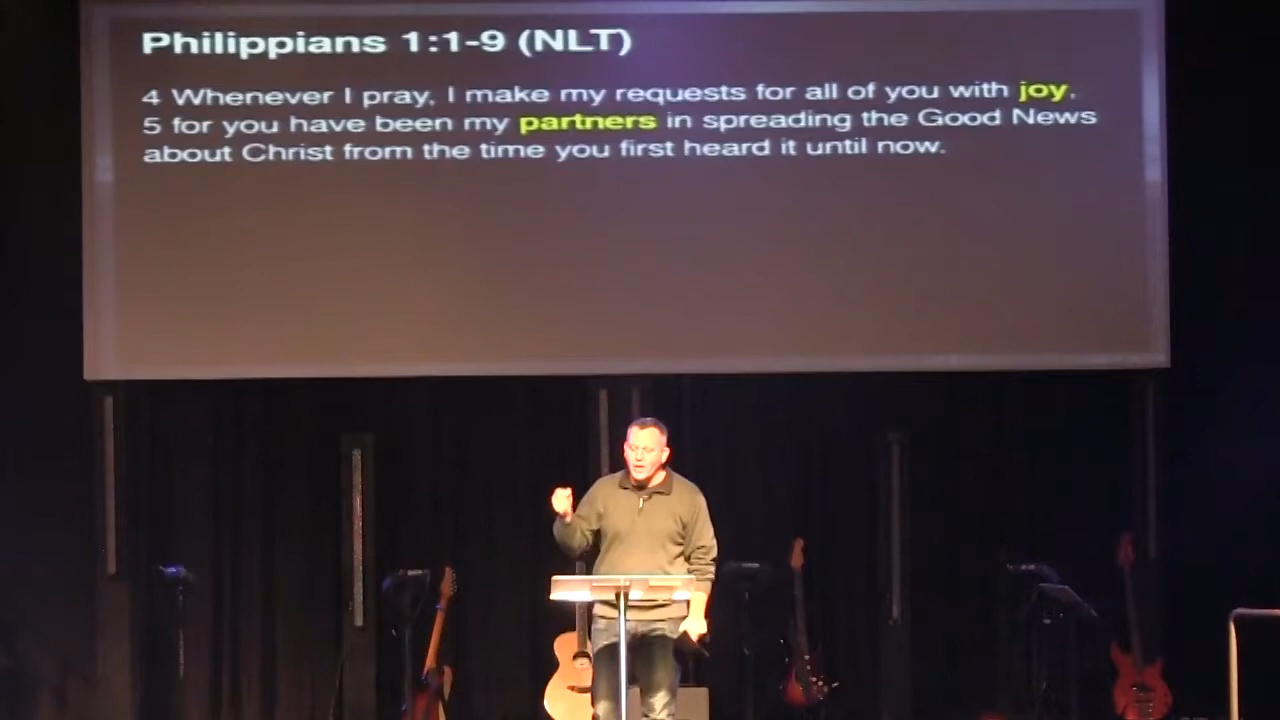 Philippians 1:1-9 (NLT)
4 Whenever I pray, I make my requests for all of you with joy,
5 for you have been my partners in spreading the Good News
about Christ from the time you first heard it until now.